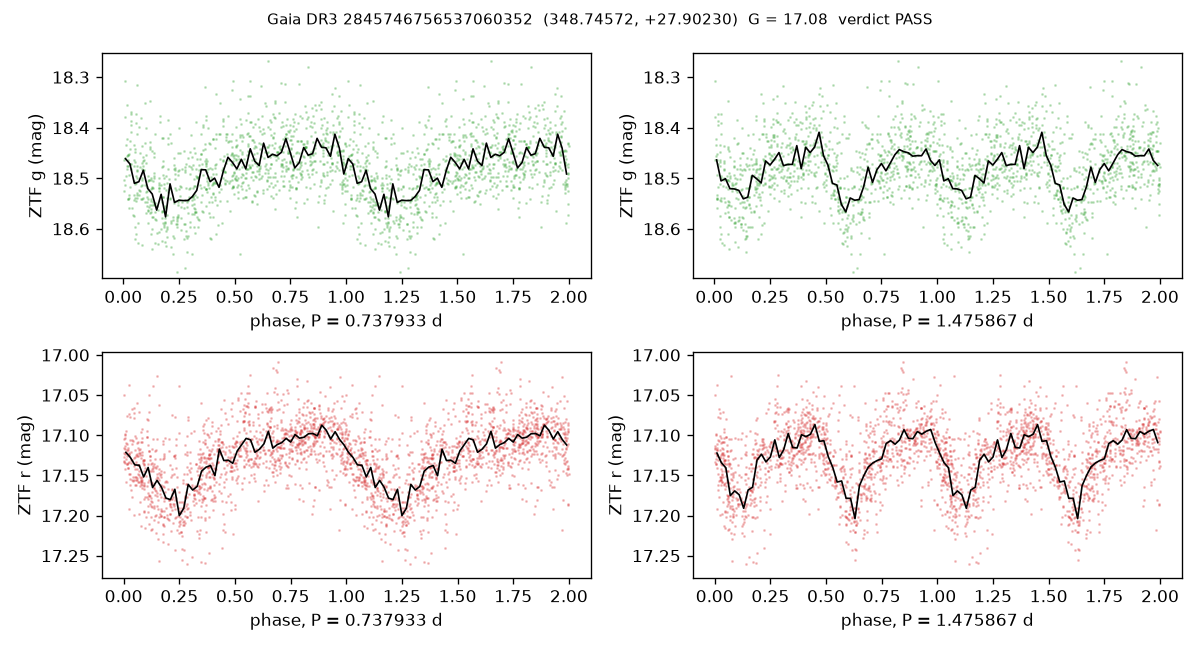 Gaia DR3 2845746756537060352 (348.74572, +27.90230) G = 17.08 verdict PASS
ZTF g (mag)
18.3
18.4
18.5
18.6
0.00 0.25 0.50 0.75 1.00 1.25 1.50 1.75 2.00
phase, P = 0.737933 d
ZTF g (mag)
18.3
18.4
18.5
18.6
0.00 0.25 0.50 0.75 1.00 1.25 1.50 1.75 2.00
phase, P = 1.475867 d
ZTF r (mag)
17.00
17.05
17.10
17.15
17.20
17.25
0.00 0.25 0.50 0.75 1.00 1.25 1.50 1.75 2.00
phase, P = 0.737933 d
ZTF r (mag)
17.00
17.05
17.10
17.15
17.20
17.25
0.00 0.25 0.50 0.75 1.00 1.25 1.50 1.75 2.00
phase, P = 1.475867 d